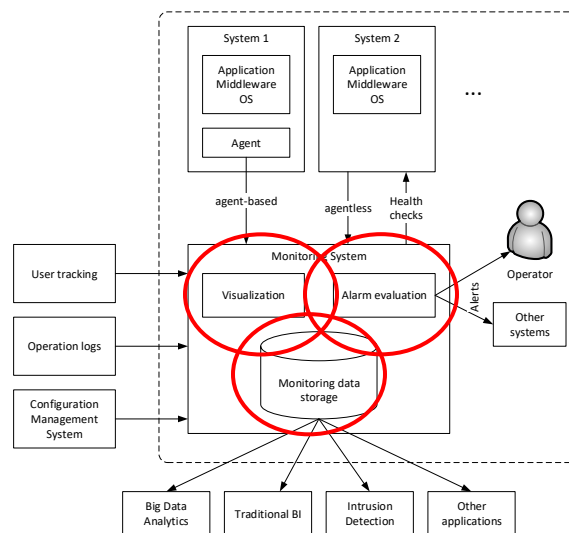 System 1
System 2
Application
Middleware
OS
Application
Middleware
OS
...
Agent
agent-based
agentless
Health
checks
Monitoring System
User tracking
Visualization
Alarm evaluation
Alerts
Operator
Operation logs
Other
systems
Monitoring data
storage
Configuration
Management
System
Big Data
Analytics
Traditional BI
Intrusion
Detection
Other
applications